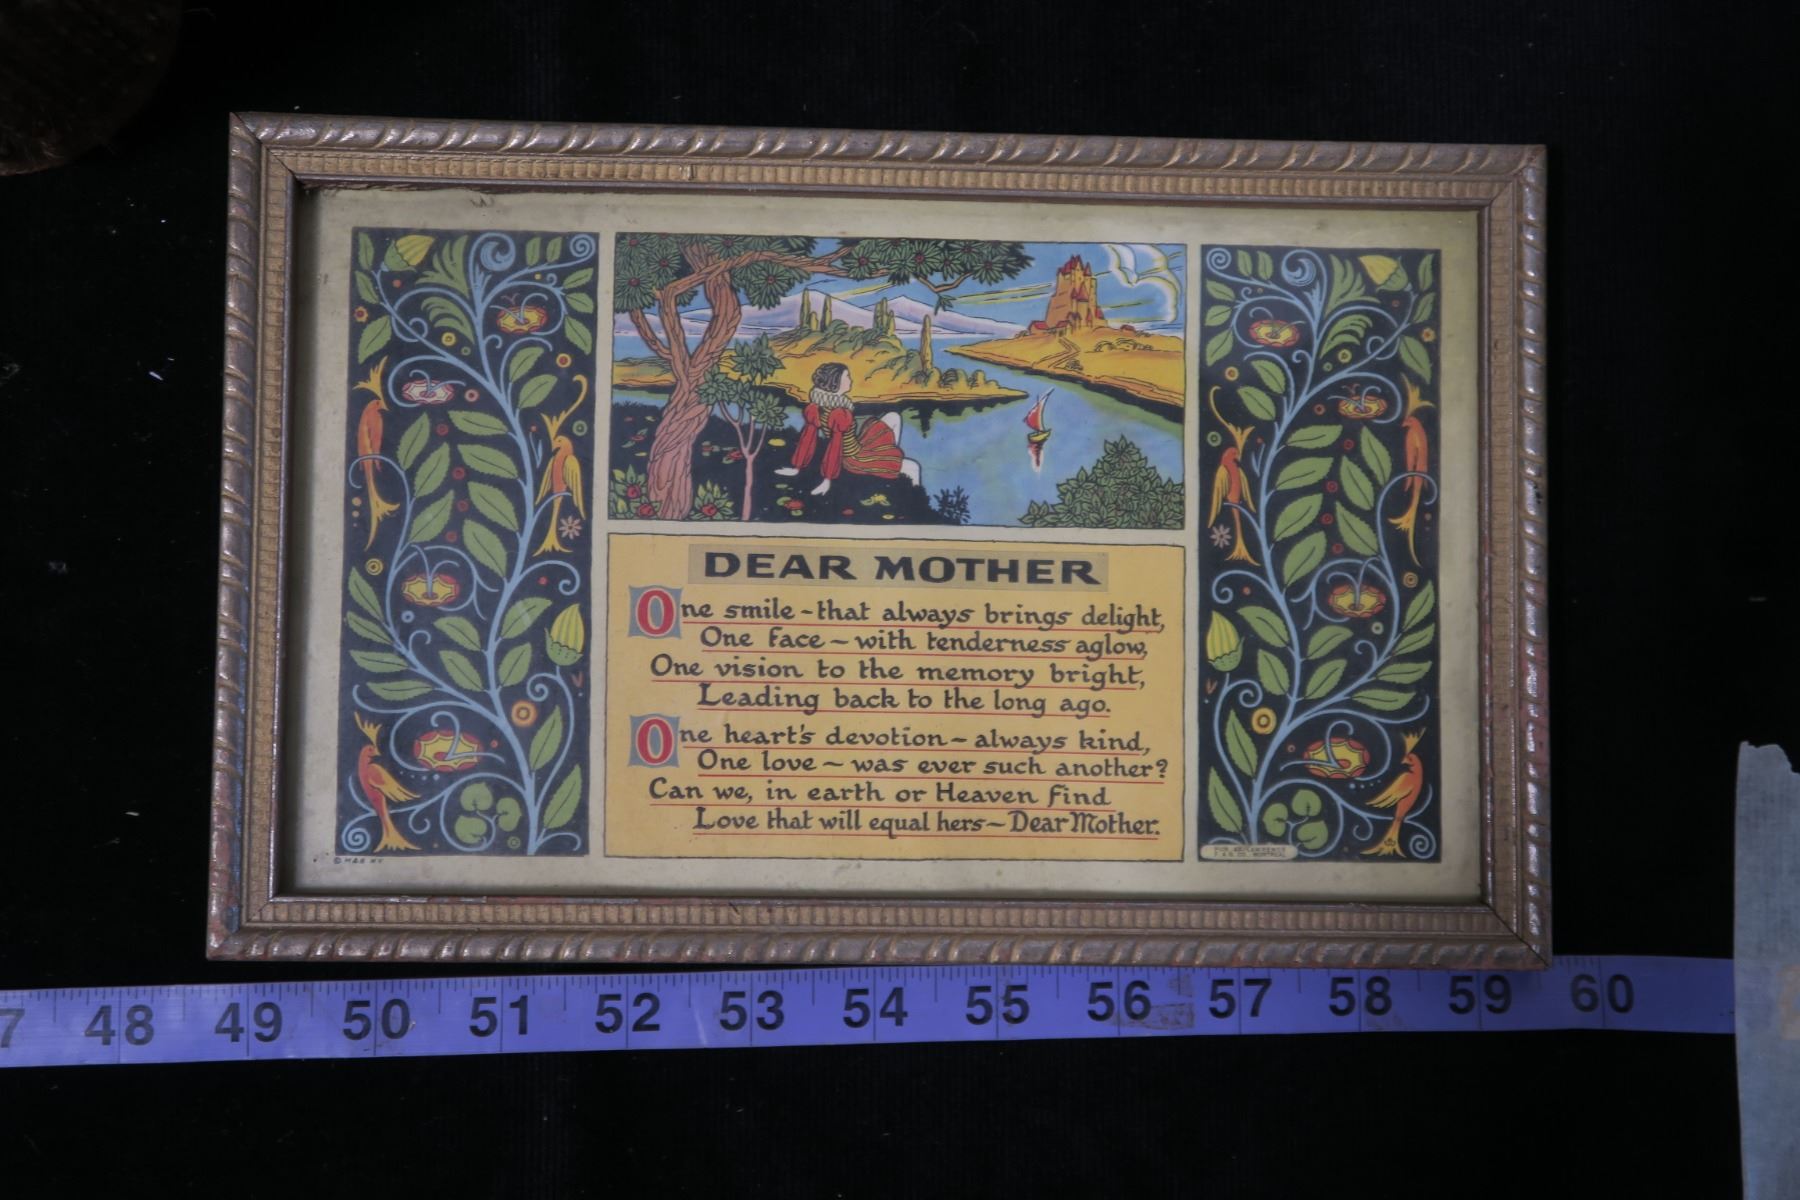 DEAR MOTHER
One smile - that always brings delight,
One face - with tenderness aglow,
One vision to the memory bright,
Leading back to the long ago.
One heart's devotion - always kind,
One love - was ever such another?
Can we, in earth or Heaven find
Love that will equal hers - Dear Mother.
MONTREAL
48 49 50 51 52 53 54 55 56 57 58 59 60